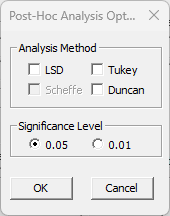 Post-Hoc Analysis Opt...
Analysis Method
LSD Tukey
Scheffe Duncan
Significance Level
0.05 0.01
OK Cancel